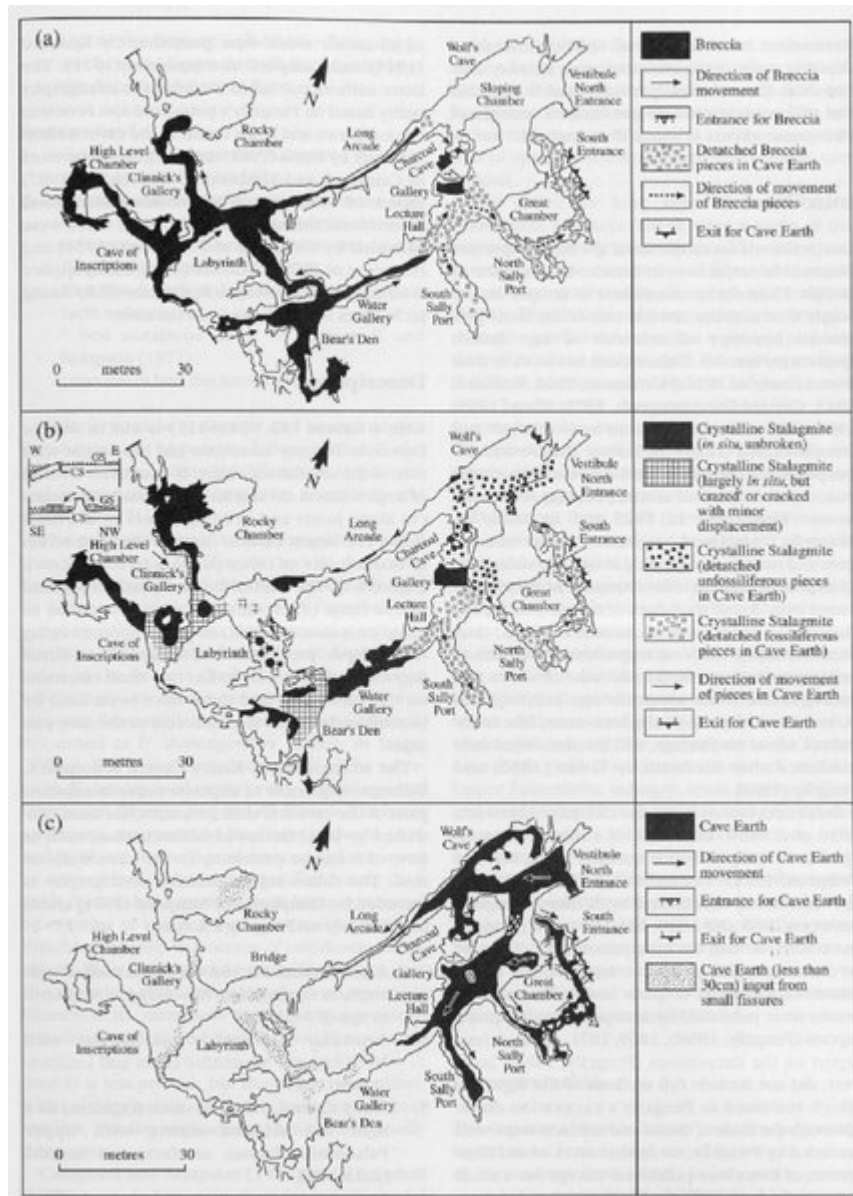 (a)
Wolf's
Cave
Sloping
Chamber
Vestibule
North
Entrance
South
Entrance
Rocky
Chamber
Long
Arcade
High Level
Chamber
Clinnick's
Gallery
Charcoal
Cave
Gallery
Lecture
Hall
Great
Chamber
Cave of
Inscriptions
Labyrinth
North
Sally
Port
South
Sally
Port
Water
Gallery
Bear's Den
N
0 metres 30
Breccia
Direction of Breccia
movement
Entrance for Breccia
Detatched Breccia
pieces in Cave Earth
Direction of movement
of Breccia pieces
Exit for Cave Earth
(b)
W E
GS
CS
GS
CS
SE NW
Wolf's
Cave
Vestibule
North
Entrance
South
Entrance
Rocky
Chamber
Long
Arcade
High Level
Chamber
Clinnick's
Gallery
Charcoal
Cave
Gallery
Lecture
Hall
Great
Chamber
Cave of
Inscriptions
Labyrinth
North
Sally
Port
South
Sally
Port
Water
Gallery
Bear's Den
N
0 metres 30
Crystalline Stalagmite
(in situ, unbroken)
Crystalline Stalagmite
(largely in situ, but
'crazed' or cracked
with minor
displacement)
Crystalline Stalagmite
(detached
unfossiliferous pieces
in Cave Earth)
Crystalline Stalagmite
(detatched fossiliferous
pieces in Cave Earth)
Direction of movement
of pieces in Cave Earth
Exit for Cave Earth
(c)
Wolf's
Cave
Vestibule
North
Entrance
South
Entrance
Rocky
Chamber
Long
Arcade
High Level
Chamber
Clinnick's
Gallery
Bridge
Charcoal
Cave
Gallery
Lecture
Hall
Great
Chamber
Cave of
Inscriptions
Labyrinth
North
Sally
Port
South
Sally
Port
Water
Gallery
Bear's Den
N
0 metres 30
Cave Earth
Direction of Cave Earth
movement
Entrance for Cave Earth
Exit for Cave Earth
Cave Earth (less than
30cm) input from
small fissures